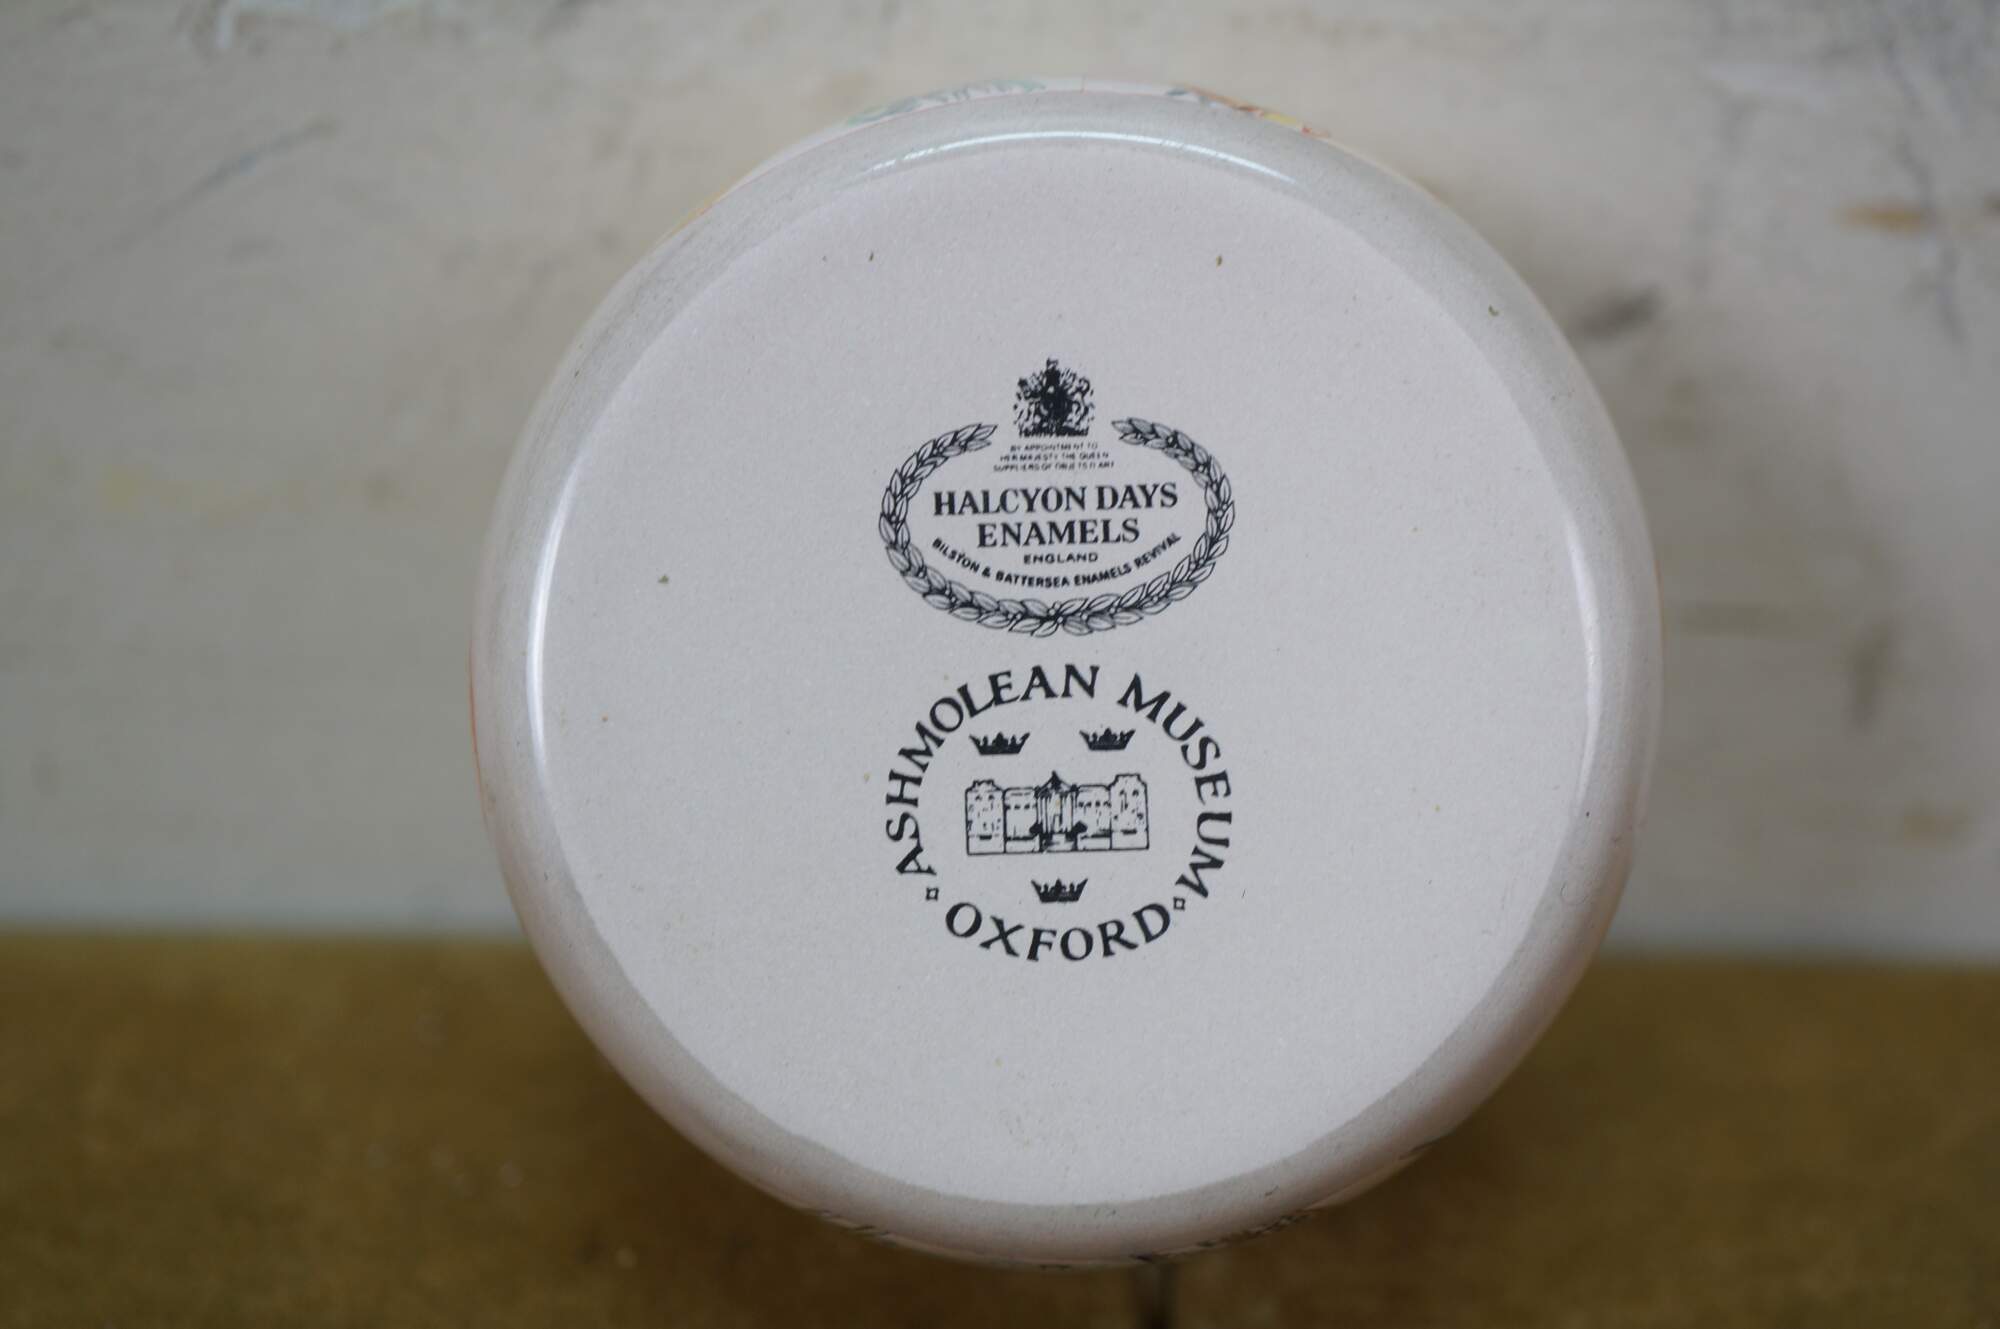 BY APPOINTMENT TO
HER MAJESTY THE QUEEN
SUPPLIERS OF OBJETS D'ART
HALCYON DAYS
ENAMELS
ENGLAND
BILSTON & BATTERSEA ENAMELS REVIVAL
ASHMOLEAN MUSEUM
OXFORD